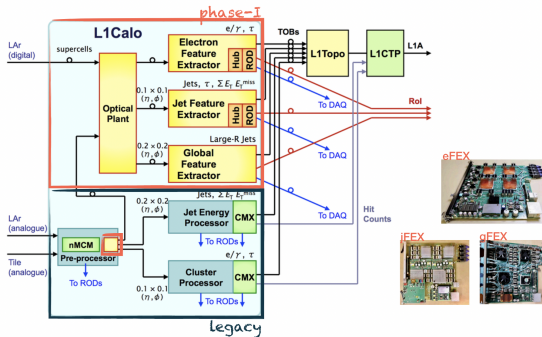 phase-I
L1Calo
LAr
(digital)
supercells
Optical
Plant
e/γ, τ
Electron
Feature
Extractor
Hub
ROD
0.1 × 0.1
(η,ϕ)
Jets, τ, Σ E_T E_T^miss
Jet Feature
Extractor
Hub
ROD
0.2 × 0.2
(η,ϕ)
Large-R Jets
Global
Feature
Extractor
TOBs
L1Topo
L1CTP
L1A
To DAQ
RoI
To DAQ
To DAQ
Hit
Counts
eFEX
jFEX
gFEX
LAr
(analogue)
Tile
(analogue)
nMCM
Pre-processor
To RODs
0.2 × 0.2
(η,ϕ)
Jets, Σ E_T E_T^miss
Jet Energy
Processor
CMX
To RODs
0.1 × 0.1
(η,ϕ)
e/γ, τ
Cluster
Processor
CMX
To RODs
legacy